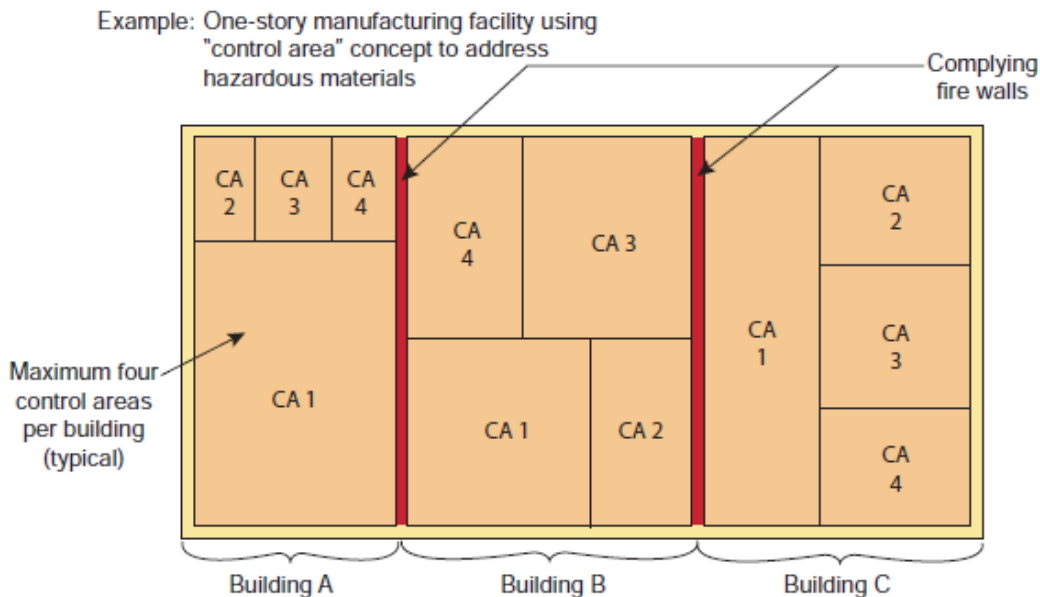 Example: One-story manufacturing facility using
"control area" concept to address
hazardous materials
Complying
fire walls
CA
2
CA
3
CA
4
CA
4
CA 3
CA
1
CA
2
Maximum four
control areas
per building
(typical)
CA 1
CA 1
CA 2
CA
3
CA
4
Building A
Building B
Building C